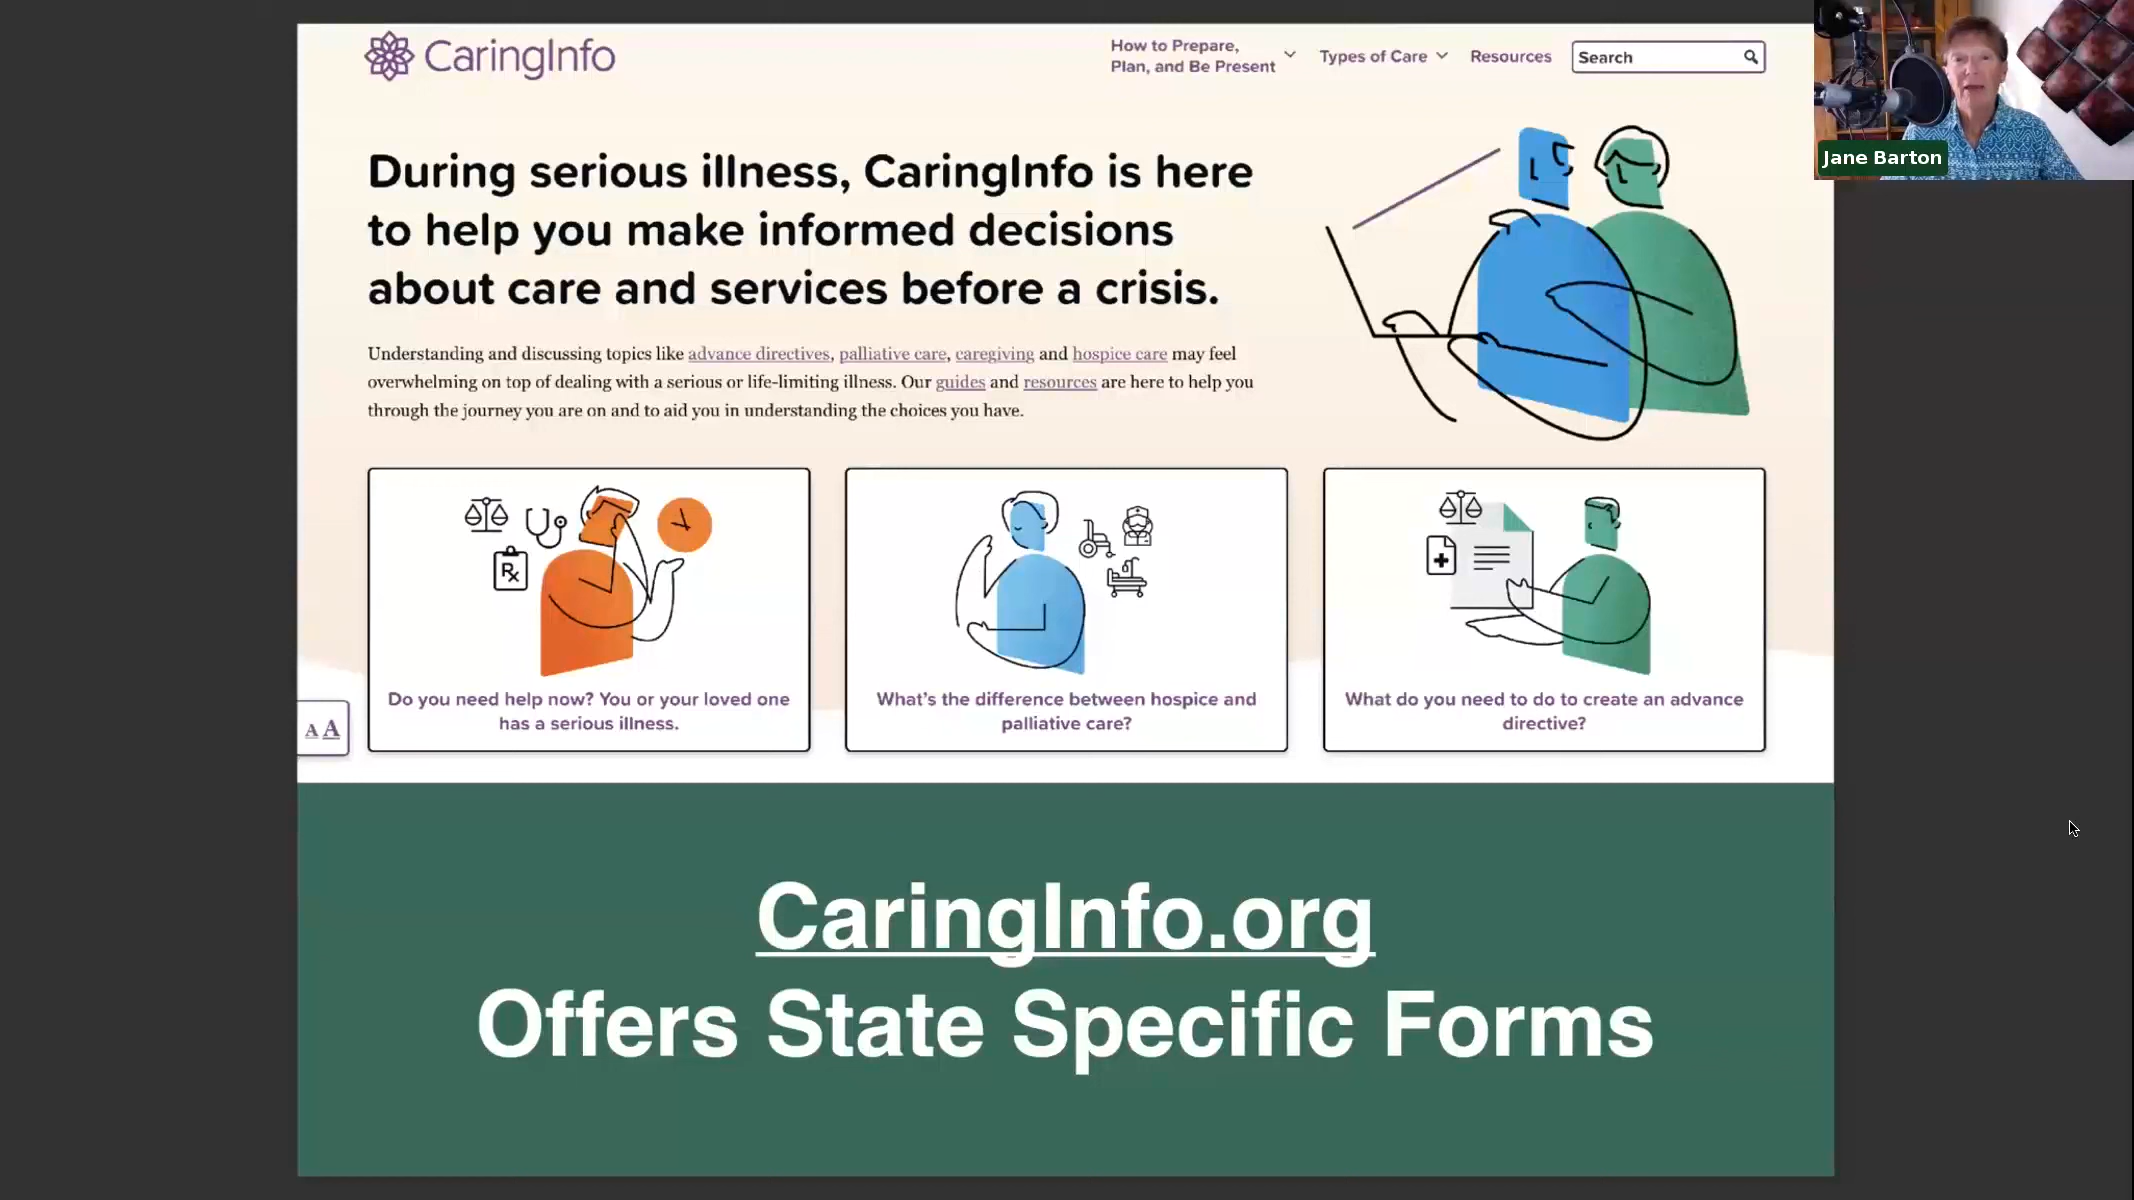 CaringInfo
How to Prepare,
Plan, and Be Present
Types of Care
Resources
Search
Jane Barton
During serious illness, CaringInfo is here
to help you make informed decisions
about care and services before a crisis.
Understanding and discussing topics like advance directives, palliative care, caregiving and hospice care may feel
overwhelming on top of dealing with a serious or life-limiting illness. Our guides and resources are here to help you
through the journey you are on and to aid you in understanding the choices you have.
Rx
Do you need help now? You or your loved one
has a serious illness.
What's the difference between hospice and
palliative care?
What do you need to do to create an advance
directive?
A A
CaringInfo.org
Offers State Specific Forms